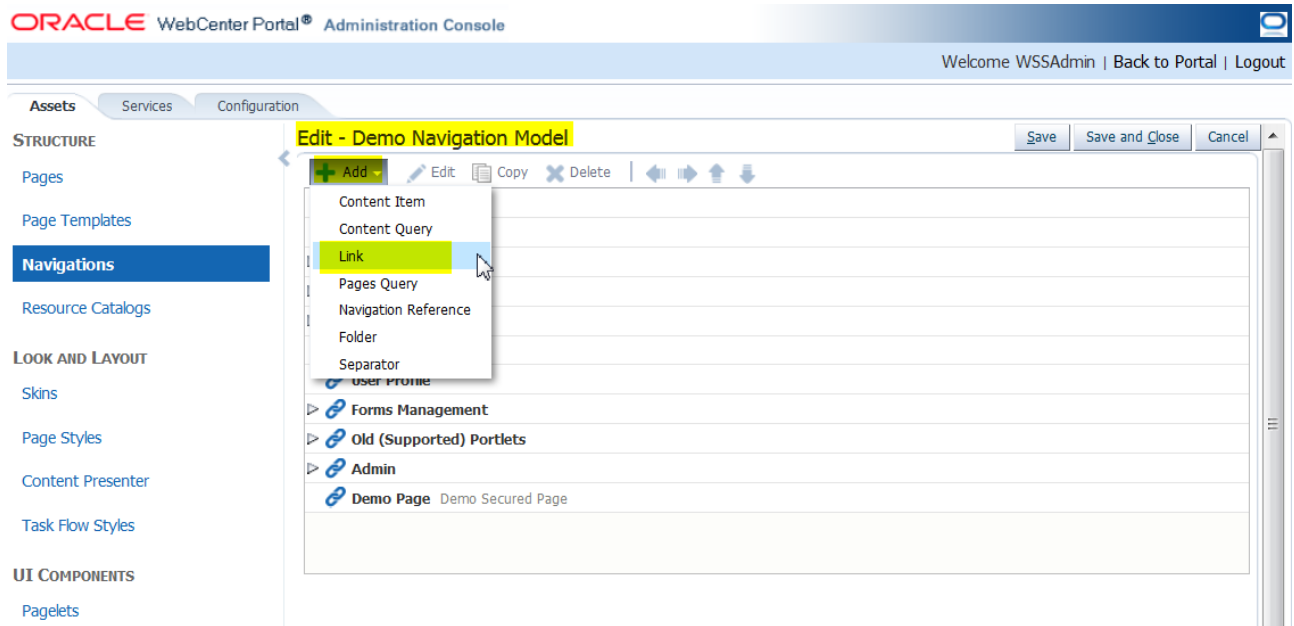 ORACLE WebCenter Portal® Administration Console
Welcome WSSAdmin | Back to Portal | Logout
Assets Services Configuration
STRUCTURE
Pages
Page Templates
Navigations
Resource Catalogs
LOOK AND LAYOUT
Skins
Page Styles
Content Presenter
Task Flow Styles
UI COMPONENTS
Pagelets
Edit - Demo Navigation Model
Save Save and Close Cancel
Add Edit Copy Delete
Content Item
Content Query
Link
Pages Query
Navigation Reference
Folder
Separator
User Profile
Forms Management
Old (Supported) Portlets
Admin
Demo Page Demo Secured Page